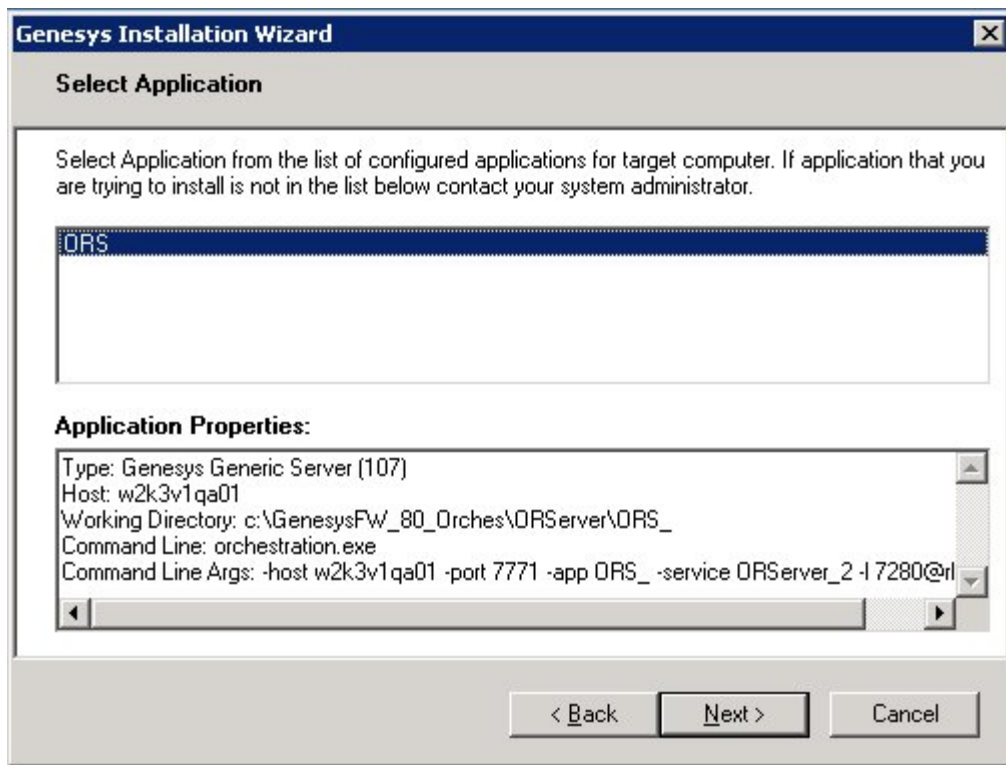 Genesys Installation Wizard
Select Application
Select Application from the list of configured applications for target computer. If application that you
are trying to install is not in the list below contact your system administrator.
ORS
Application Properties:
Type: Genesys Generic Server (107)
Host: w2k3v1qa01
Working Directory: c:\GenesysFW_80_Orches\ORServer\ORS_
Command Line: orchestration.exe
Command Line Args: -host w2k3v1qa01 -port 7771 -app ORS_ -service ORServer_2 -l 7280@rl
< Back
Next >
Cancel